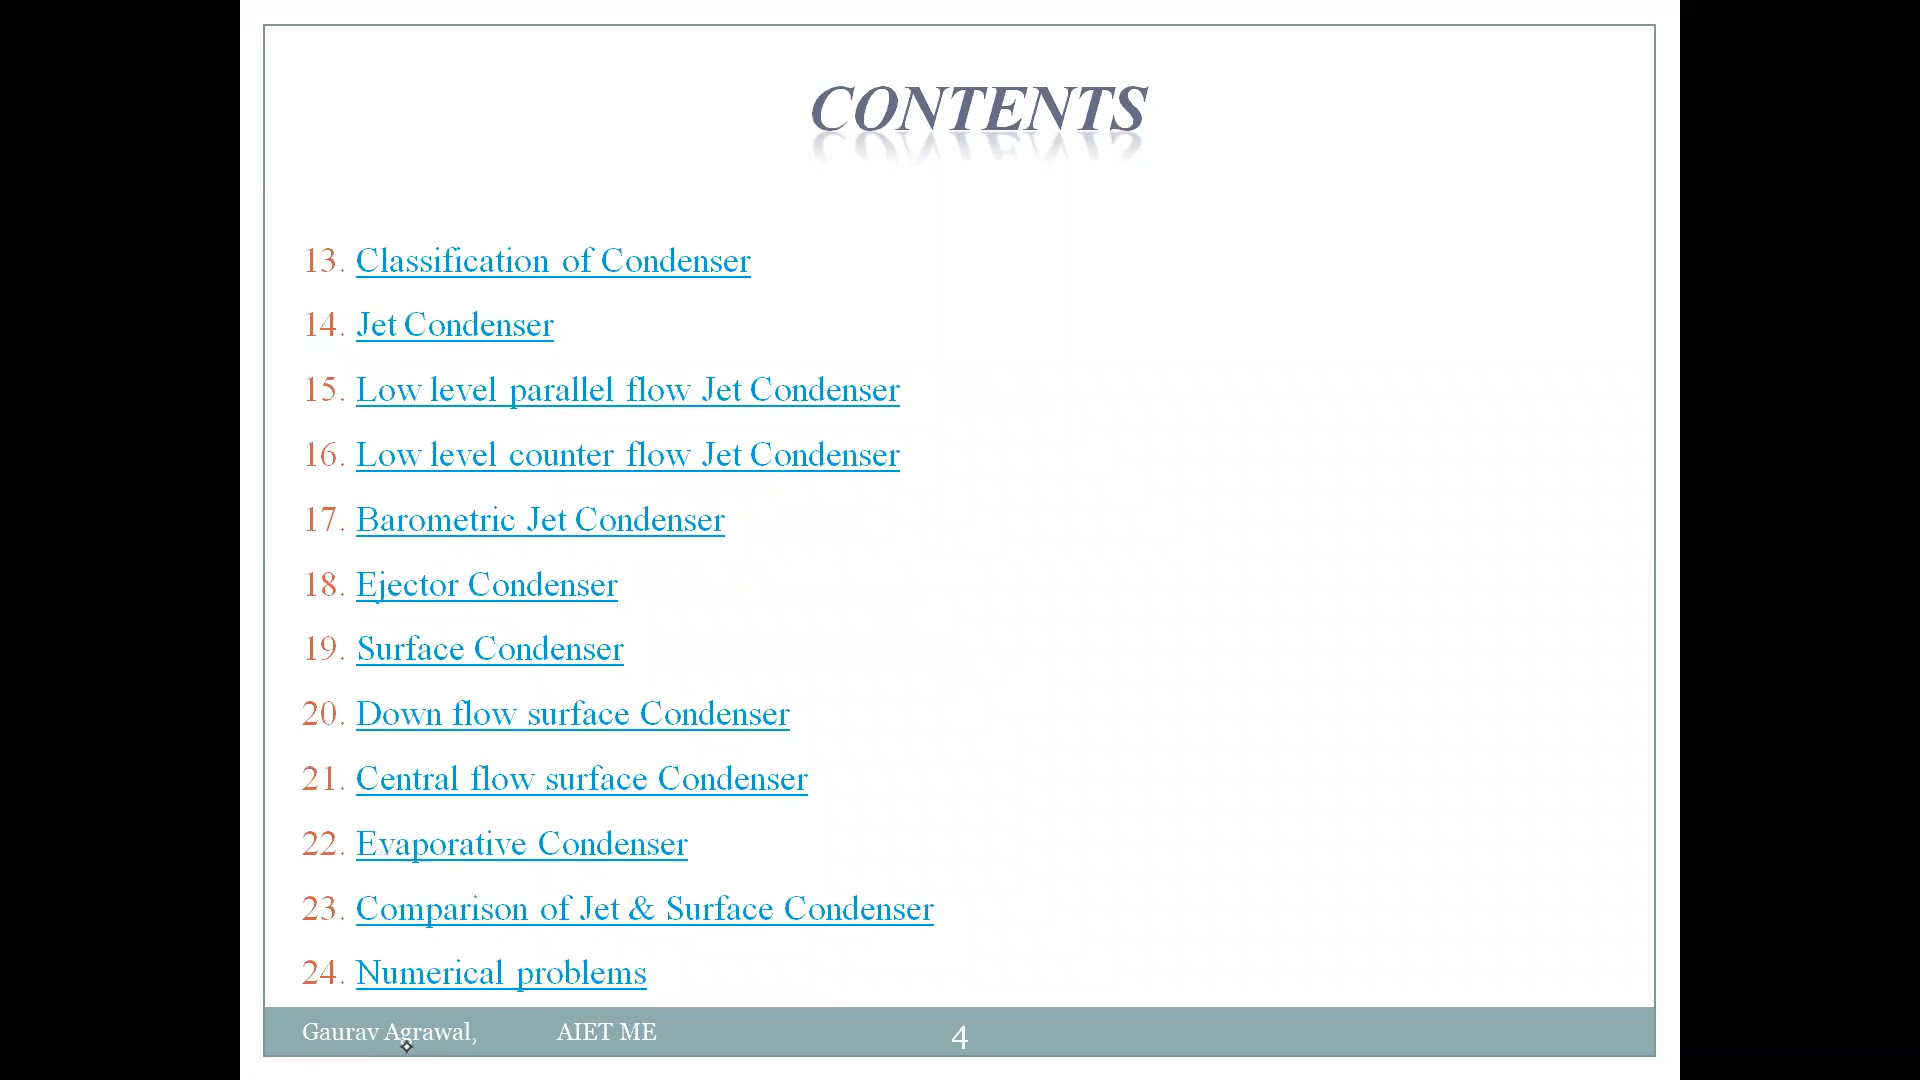 CONTENTS
13. Classification of Condenser
14. Jet Condenser
15. Low level parallel flow Jet Condenser
16. Low level counter flow Jet Condenser
17. Barometric Jet Condenser
18. Ejector Condenser
19. Surface Condenser
20. Down flow surface Condenser
21. Central flow surface Condenser
22. Evaporative Condenser
23. Comparison of Jet & Surface Condenser
24. Numerical problems
Gaurav Agrawal, AIET ME 4